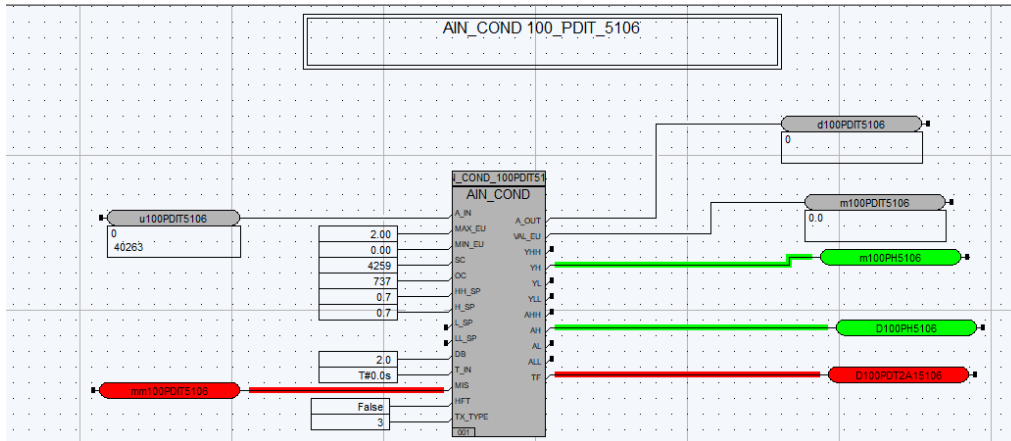 AIN_COND 100_PDIT_5106
d100PDIT5106
0
N_COND_100PDIT51
AIN_COND
u100PDIT5106
0
40263
m100PDIT5106
0.0
A_IN
MAX_EU
MIN_EU
SC
OC
HH_SP
H_SP
L_SP
LL_SP
DB
T_IN
MIS
HFT
TX_TYPE
001
A_OUT
VAL_EU
YHH
YH
YL
YLL
AHH
AH
AL
ALL
TF
2.00
0.00
4259
737
0.7
0.7
2.0
T#0.0s
False
3
m100PH5106
D100PH5106
D100PDT2A15106
mm100PDIT5106